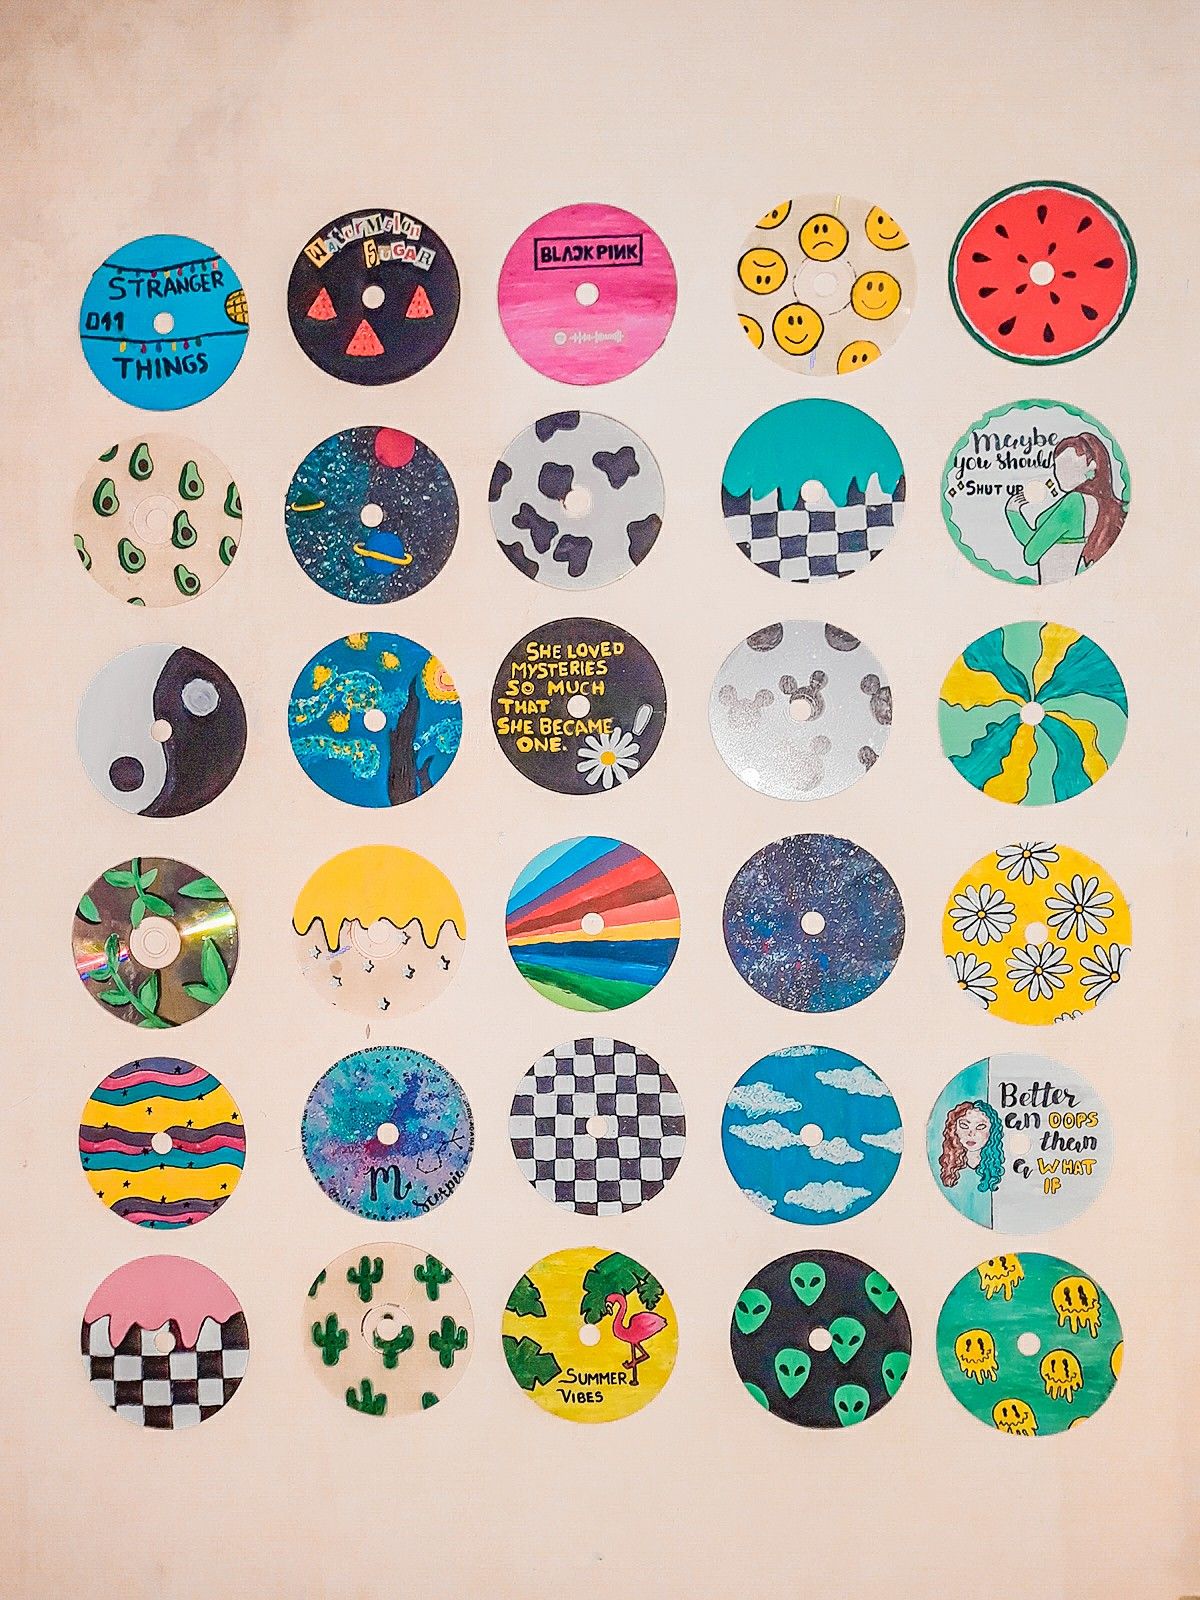 STRANGER
011
THINGS
WaterMelon
SUGAR
BLACKPINK
Maybe
you should
SHUT UP
SHE LOVED
MYSTERIES
SO MUCH
THAT
SHE BECAME
ONE.
Scorpio
Better
an OOPS
than
a WHAT
IF
SUMMER
VIBES